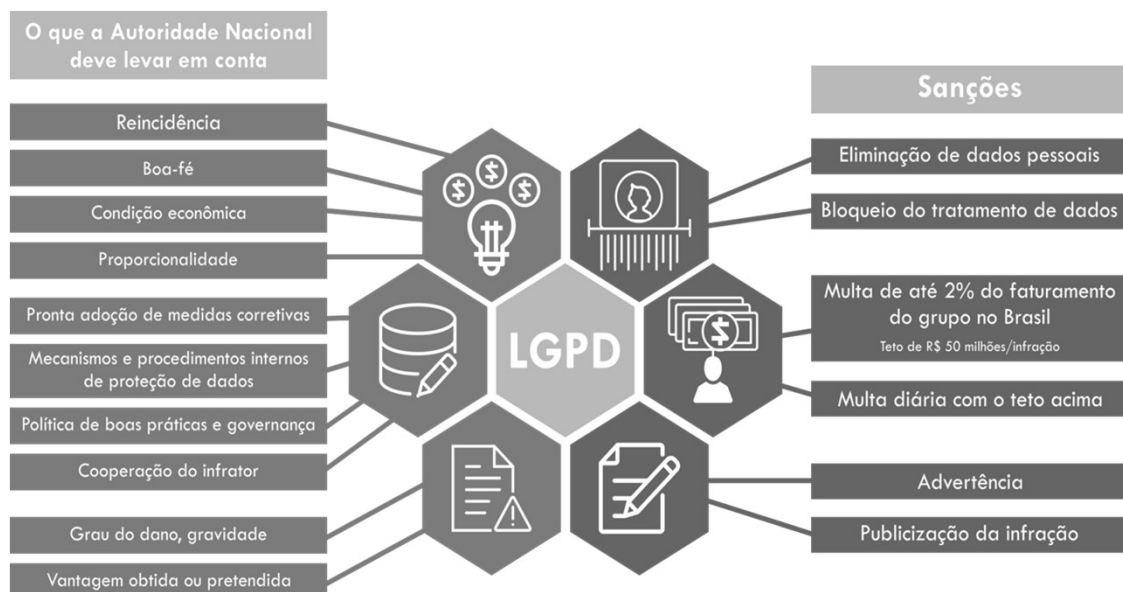 O que a Autoridade Nacional
deve levar em conta
Reincidência
Boa-fé
Condição econômica
Proporcionalidade
Pronta adoção de medidas corretivas
Mecanismos e procedimentos internos
de proteção de dados
Política de boas práticas e governança
Cooperação do infrator
Grau do dano, gravidade
Vantagem obtida ou pretendida
LGPD
Sanções
Eliminação de dados pessoais
Bloqueio do tratamento de dados
Multa de até 2% do faturamento
do grupo no Brasil
Teto de R$ 50 milhões/infração
Multa diária com o teto acima
Advertência
Publicização da infração